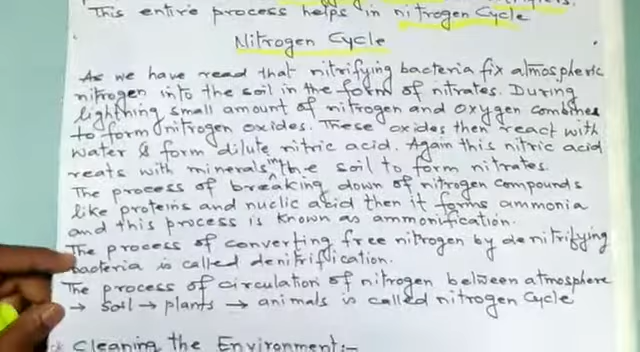 This entire process helps in nitrogen Cycle
Nitrogen Cycle
As we have read that nitrifying bacteria fix atmospheric
nitrogen into the soil in the form of nitrates. During
lightning small amount of nitrogen and oxygen combines
to form nitrogen oxides. These oxides then react with
water & form dilute nitric acid. Again this nitric acid
reats with minerals in the soil to form nitrates.
The process of breaking down of nitrogen compounds
like proteins and nuclic acid then it forms ammonia
and this process is known as ammonification.
The process of converting free nitrogen by denitrifying
bacteria is called denitrification.
The process of circulation of nitrogen between atmosphere
→ soil → plants → animals is called nitrogen Cycle
Cleaning the Environment:-